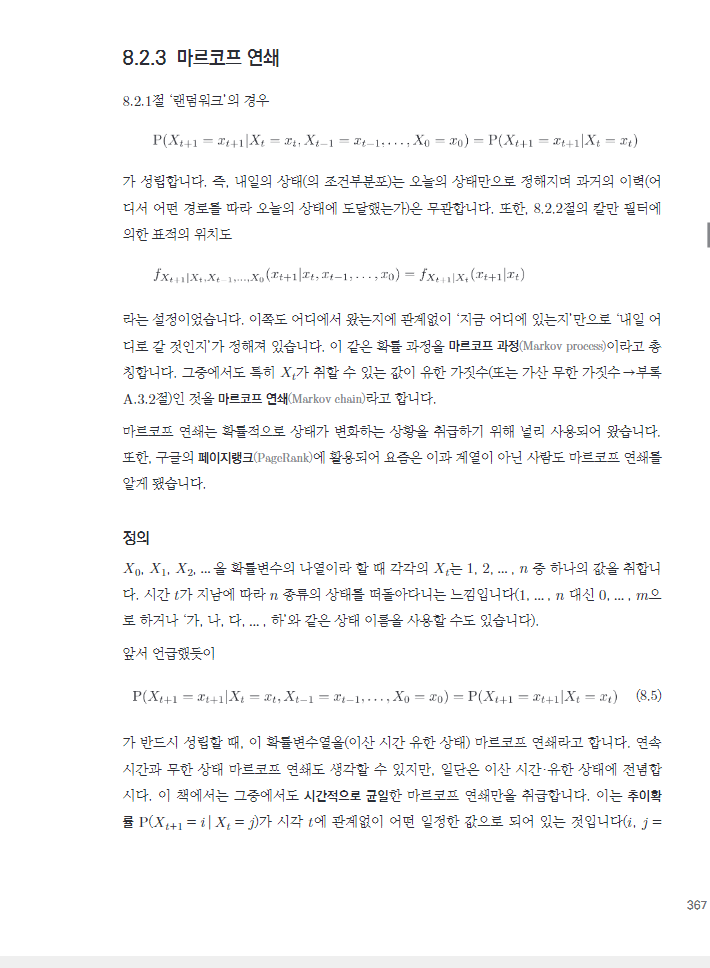 8.2.3 마르코프 연쇄
8.2.1절 ‘랜덤워크’의 경우
P(X_{t+1} = x_{t+1}|X_t = x_t, X_{t−1} = x_{t−1}, . . . , X_0 = x_0) = P(X_{t+1} = x_{t+1}|X_t = x_t)
가 성립합니다. 즉, 내일의 상태(의 조건부분포)는 오늘의 상태만으로 정해지며 과거의 이력(어
디서 어떤 경로를 따라 오늘의 상태에 도달했는가)은 무관합니다. 또한, 8.2.2절의 칼만 필터에
의한 표적의 위치도
f_{X_{t+1}|X_t,X_{t−1},...,X_0}(x_{t+1}|x_t, x_{t−1}, . . . , x_0) = f_{X_{t+1}|X_t}(x_{t+1}|x_t)
라는 설정이었습니다. 이쪽도 어디에서 왔는지에 관계없이 ‘지금 어디에 있는지’만으로 ‘내일 어
디로 갈 것인지’가 정해져 있습니다. 이 같은 확률 과정을 마르코프 과정(Markov process)이라고 총
칭합니다. 그중에서도 특히 X_t가 취할 수 있는 값이 유한 가짓수(또는 가산 무한 가짓수→부록
A.3.2절)인 것을 마르코프 연쇄(Markov chain)라고 합니다.
마르코프 연쇄는 확률적으로 상태가 변화하는 상황을 취급하기 위해 널리 사용되어 왔습니다.
또한, 구글의 페이지랭크(PageRank)에 활용되어 요즘은 이과 계열이 아닌 사람도 마르코프 연쇄를
알게 됐습니다.
정의
X_0, X_1, X_2, ... 을 확률변수의 나열이라 할 때 각각의 X_t는 1, 2, ... , n 중 하나의 값을 취합니
다. 시간 t가 지남에 따라 n 종류의 상태를 떠돌아다니는 느낌입니다(1, ... , n 대신 0, ... , m으
로 하거나 ‘가, 나, 다, ... , 하’와 같은 상태 이름을 사용할 수도 있습니다).
앞서 언급했듯이
P(X_{t+1} = x_{t+1}|X_t = x_t, X_{t−1} = x_{t−1}, . . . , X_0 = x_0) = P(X_{t+1} = x_{t+1}|X_t = x_t) (8.5)
가 반드시 성립할 때, 이 확률변수열을(이산 시간 유한 상태) 마르코프 연쇄라고 합니다. 연속
시간과 무한 상태 마르코프 연쇄도 생각할 수 있지만, 일단은 이산 시간·유한 상태에 전념합
시다. 이 책에서는 그중에서도 시간적으로 균일한 마르코프 연쇄만을 취급합니다. 이는 추이확
률 P(X_{t+1} = i | X_t = j)가 시각 t에 관계없이 어떤 일정한 값으로 되어 있는 것입니다(i, j =
367